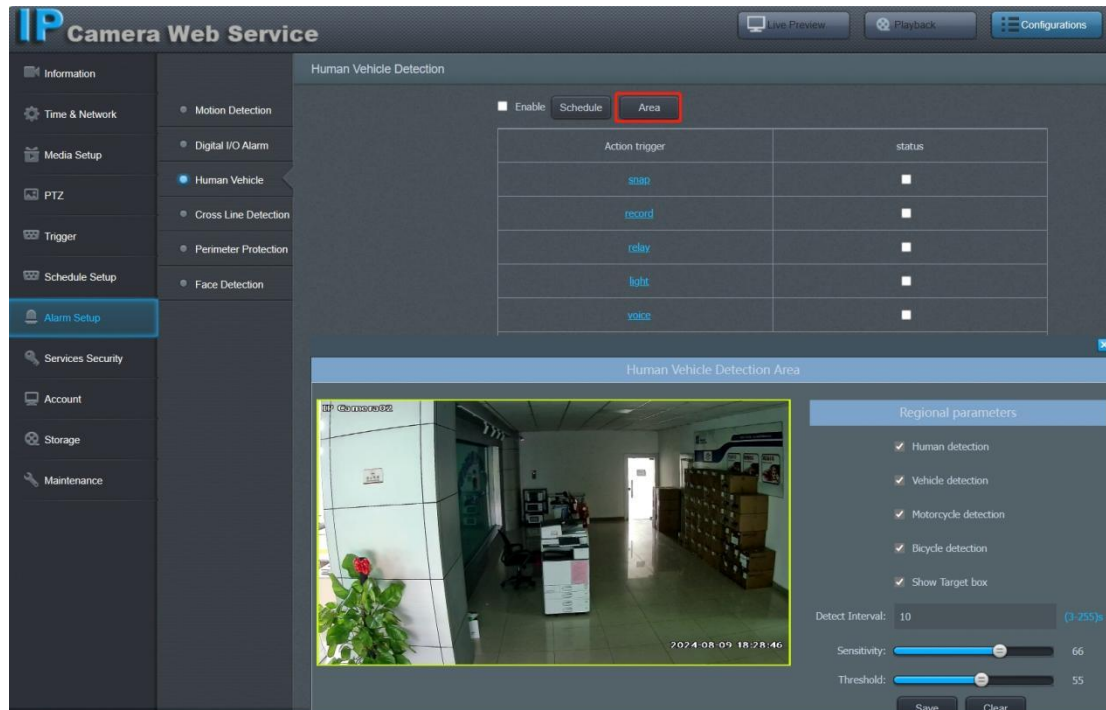 IP Camera Web Service
Live Preview
Playback
Configurations
Information
Time & Network
Media Setup
PTZ
Trigger
Schedule Setup
Alarm Setup
Services Security
Account
Storage
Maintenance
Motion Detection
Digital I/O Alarm
Human Vehicle
Cross Line Detection
Perimeter Protection
Face Detection
Human Vehicle Detection
Enable Schedule Area
Action trigger status
snap
record
relay
light
voice
Human Vehicle Detection Area
IP Camera02
2024-08-09 18:28:46
Regional parameters
Human detection
Vehicle detection
Motorcycle detection
Bicycle detection
Show Target box
Detect Interval: 10 (3-255)s
Sensitivity: 66
Threshold: 55
Save Clear